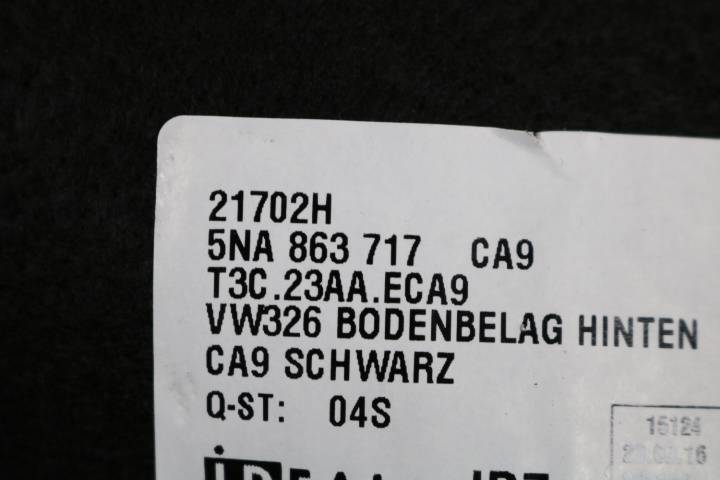 21702H
5NA 863 717 CA9
T3C.23AA.ECA9
VW326 BODENBELAG HINTEN
CA9 SCHWARZ
Q-ST: 04S
15124